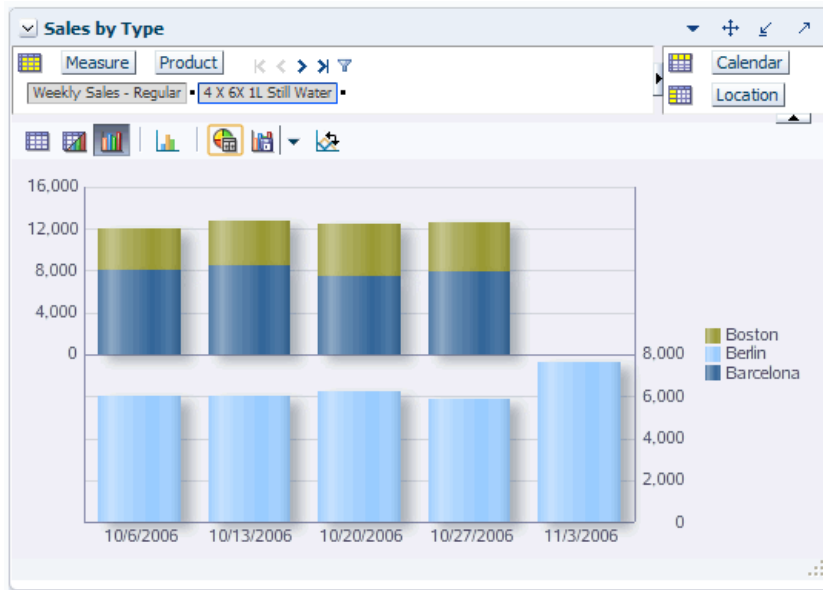 Sales by Type
Measure Product
Calendar
Weekly Sales - Regular 4 X 6X 1L Still Water
Location
16,000
12,000
8,000
4,000
0
8,000
6,000
4,000
2,000
0
Boston
Berlin
Barcelona
10/6/2006 10/13/2006 10/20/2006 10/27/2006 11/3/2006